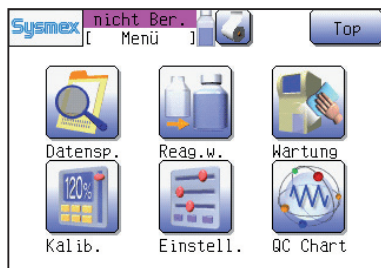 Sysmex
nicht Ber.
[ Menü ]
Top
Datensp.
Reag.w.
Wartung
120%
Kalib.
Einstell.
QC Chart